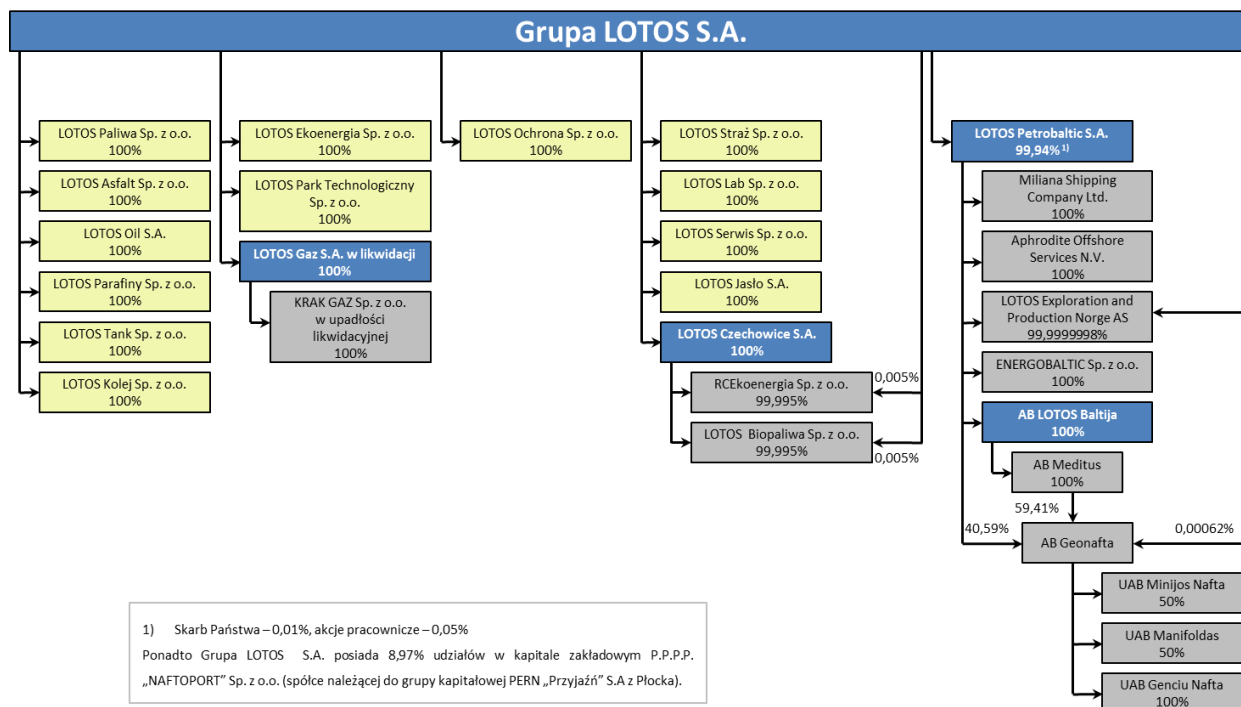 Grupa LOTOS S.A.
LOTOS Paliwa Sp. z o.o.
100%
LOTOS Asfalt Sp. z o.o.
100%
LOTOS Oil S.A.
100%
LOTOS Parafiny Sp. z o.o.
100%
LOTOS Tank Sp. z o.o.
100%
LOTOS Kolej Sp. z o.o.
100%
LOTOS Ekoenergia Sp. z o.o.
100%
LOTOS Park Technologiczny
Sp. z o.o.
100%
LOTOS Gaz S.A. w likwidacji
100%
KRAK GAZ Sp. z o.o.
w upadłości
likwidacyjnej
100%
LOTOS Ochrona Sp. z o.o.
100%
LOTOS Straż Sp. z o.o.
100%
LOTOS Lab Sp. z o.o.
100%
LOTOS Serwis Sp. z o.o.
100%
LOTOS Jasło S.A.
100%
LOTOS Czechowice S.A.
100%
RCEkoenergia Sp. z o.o.
99,995%
0,005%
LOTOS Biopaliwa Sp. z o.o.
99,995%
0,005%
LOTOS Petrobaltic S.A.
99,94% 1)
Miliana Shipping
Company Ltd.
100%
Aphrodite Offshore
Services N.V.
100%
LOTOS Exploration and
Production Norge AS
99,9999998%
ENERGOBALTIC Sp. z o.o.
100%
AB LOTOS Baltija
100%
AB Meditus
100%
59,41%
40,59%
0,00062%
AB Geonafta
UAB Minijos Nafta
50%
UAB Manifoldas
50%
UAB Genciu Nafta
100%
1) Skarb Państwa – 0,01%, akcje pracownicze – 0,05%
Ponadto Grupa LOTOS S.A. posiada 8,97% udziałów w kapitale zakładowym P.P.P.P.
„NAFTOPORT” Sp. z o.o. (spółce należącej do grupy kapitałowej PERN „Przyjaźń” S.A z Płocka).